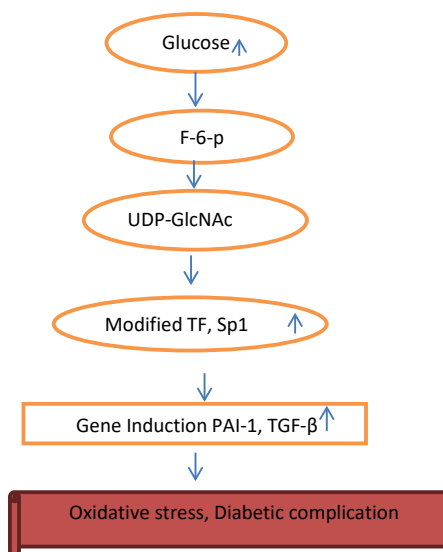 Glucose
F-6-p
UDP-GlcNAc
Modified TF, Sp1
Gene Induction PAI-1, TGF-β
Oxidative stress, Diabetic complication